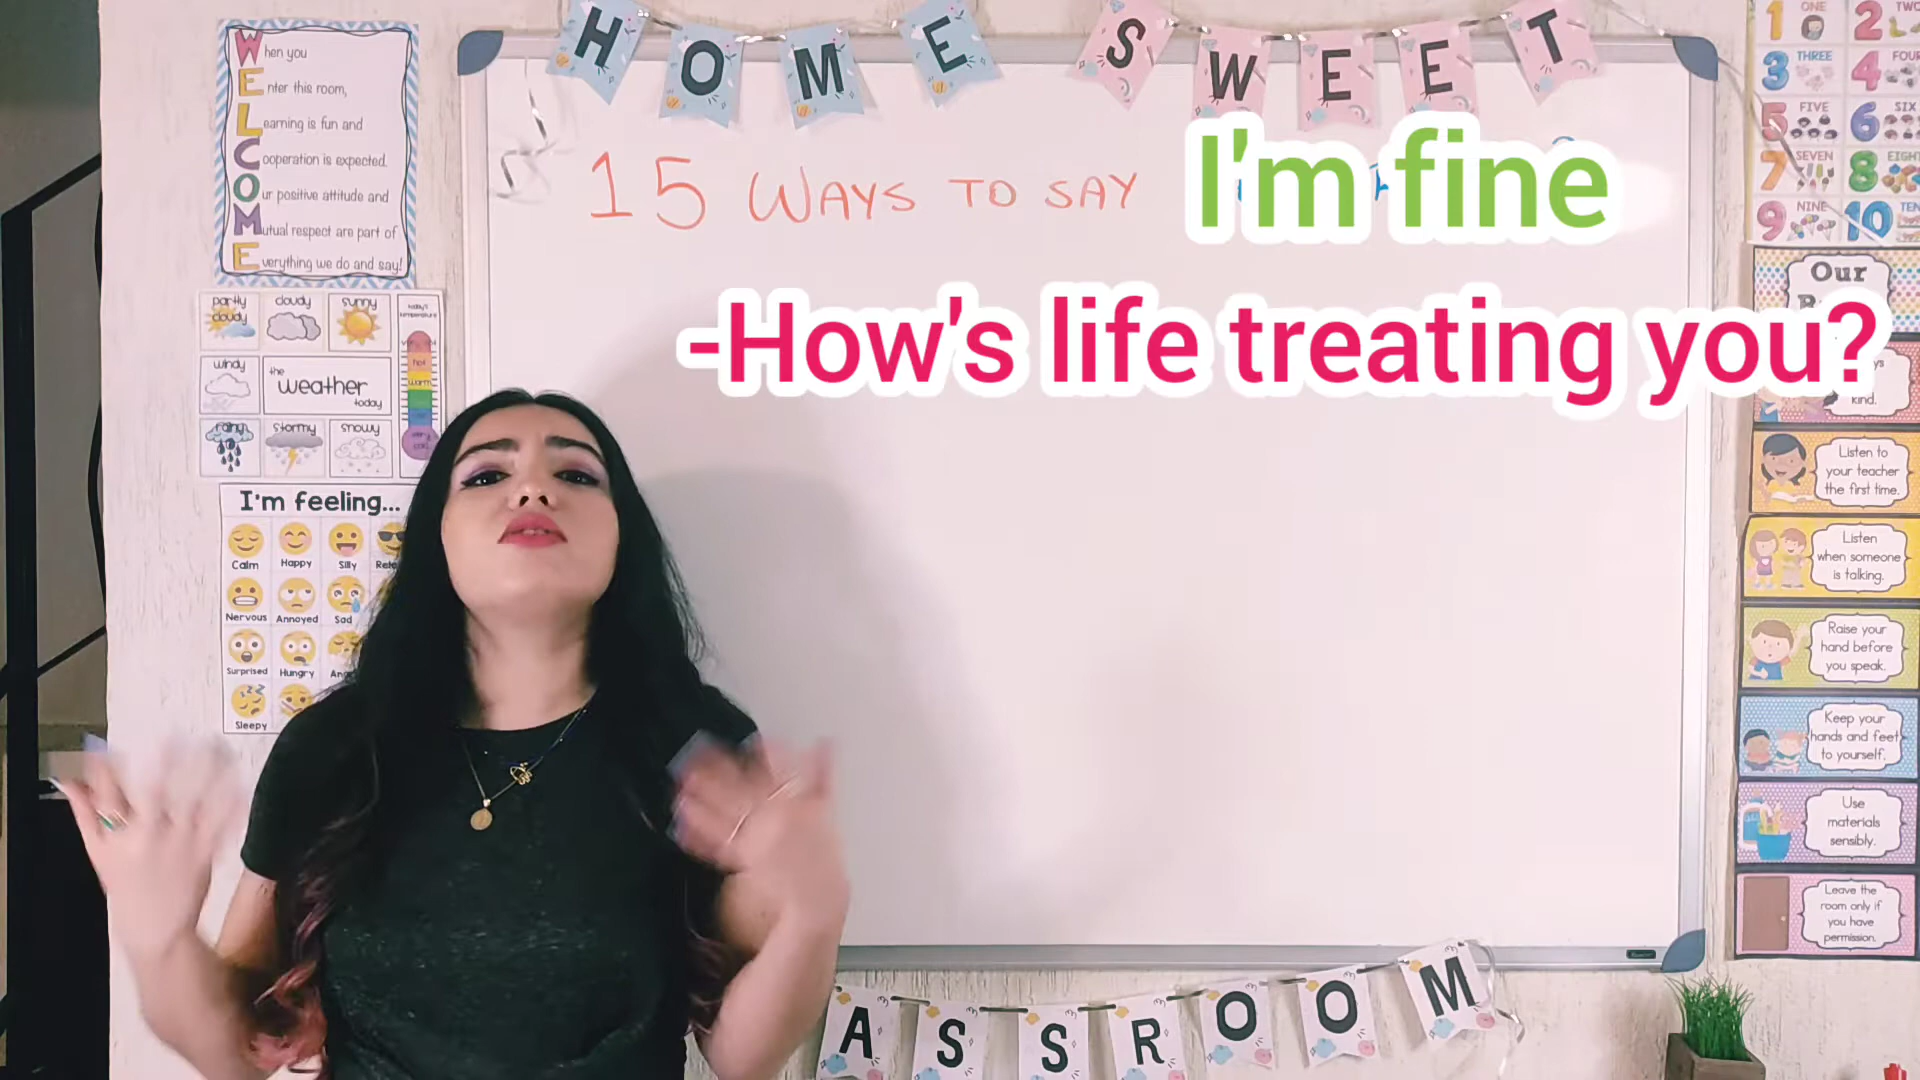 HOME SWEET
15 WAYS TO SAY
I'm fine
-How's life treating you?
When you
Enter this room,
Learning is fun and
Cooperation is expected.
Our positive attitude and
Mutual respect are part of
Everything we do and say!
partly cloudy
cloudy
sunny
today's temperature
windy
the weather today
hot
warm
rainy
stormy
snowy
I'm feeling...
Calm Happy Silly
Nervous Annoyed Sad
Surprised Hungry
Sleepy
1 ONE
2 TWO
3 THREE
4 FOUR
5 FIVE
6 SIX
7 SEVEN
8 EIGHT
9 NINE
10 TEN
Our
kind.
Listen to
your teacher
the first time.
Listen
when someone
is talking.
Raise your
hand before
you speak.
Keep your
hands and feet
to yourself.
Use
materials
sensibly.
Leave the
room only if
you have
permission.
ASSROOM